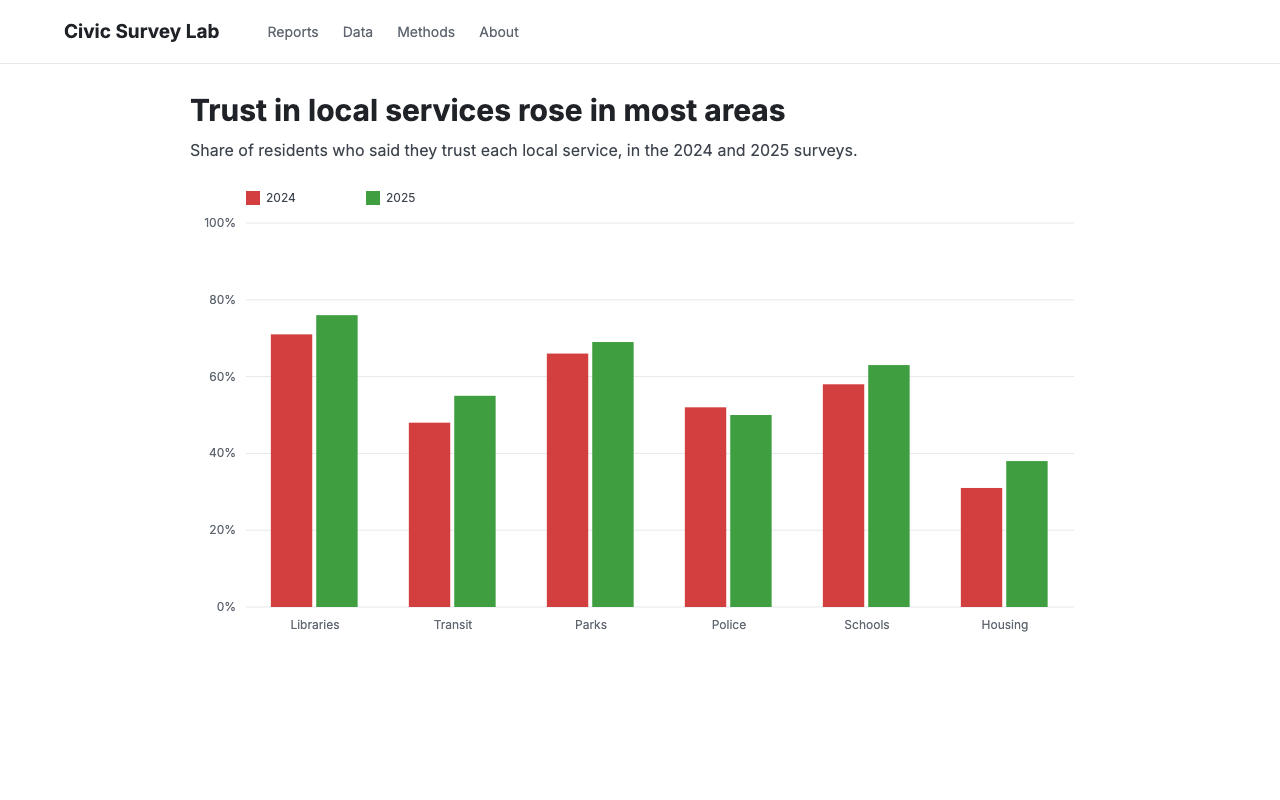 Civic Survey Lab Reports Data Methods About
Trust in local services rose in most areas
Share of residents who said they trust each local service, in the 2024 and 2025 surveys.
2024 2025
100%
80%
60%
40%
20%
0%
Libraries Transit Parks Police Schools Housing